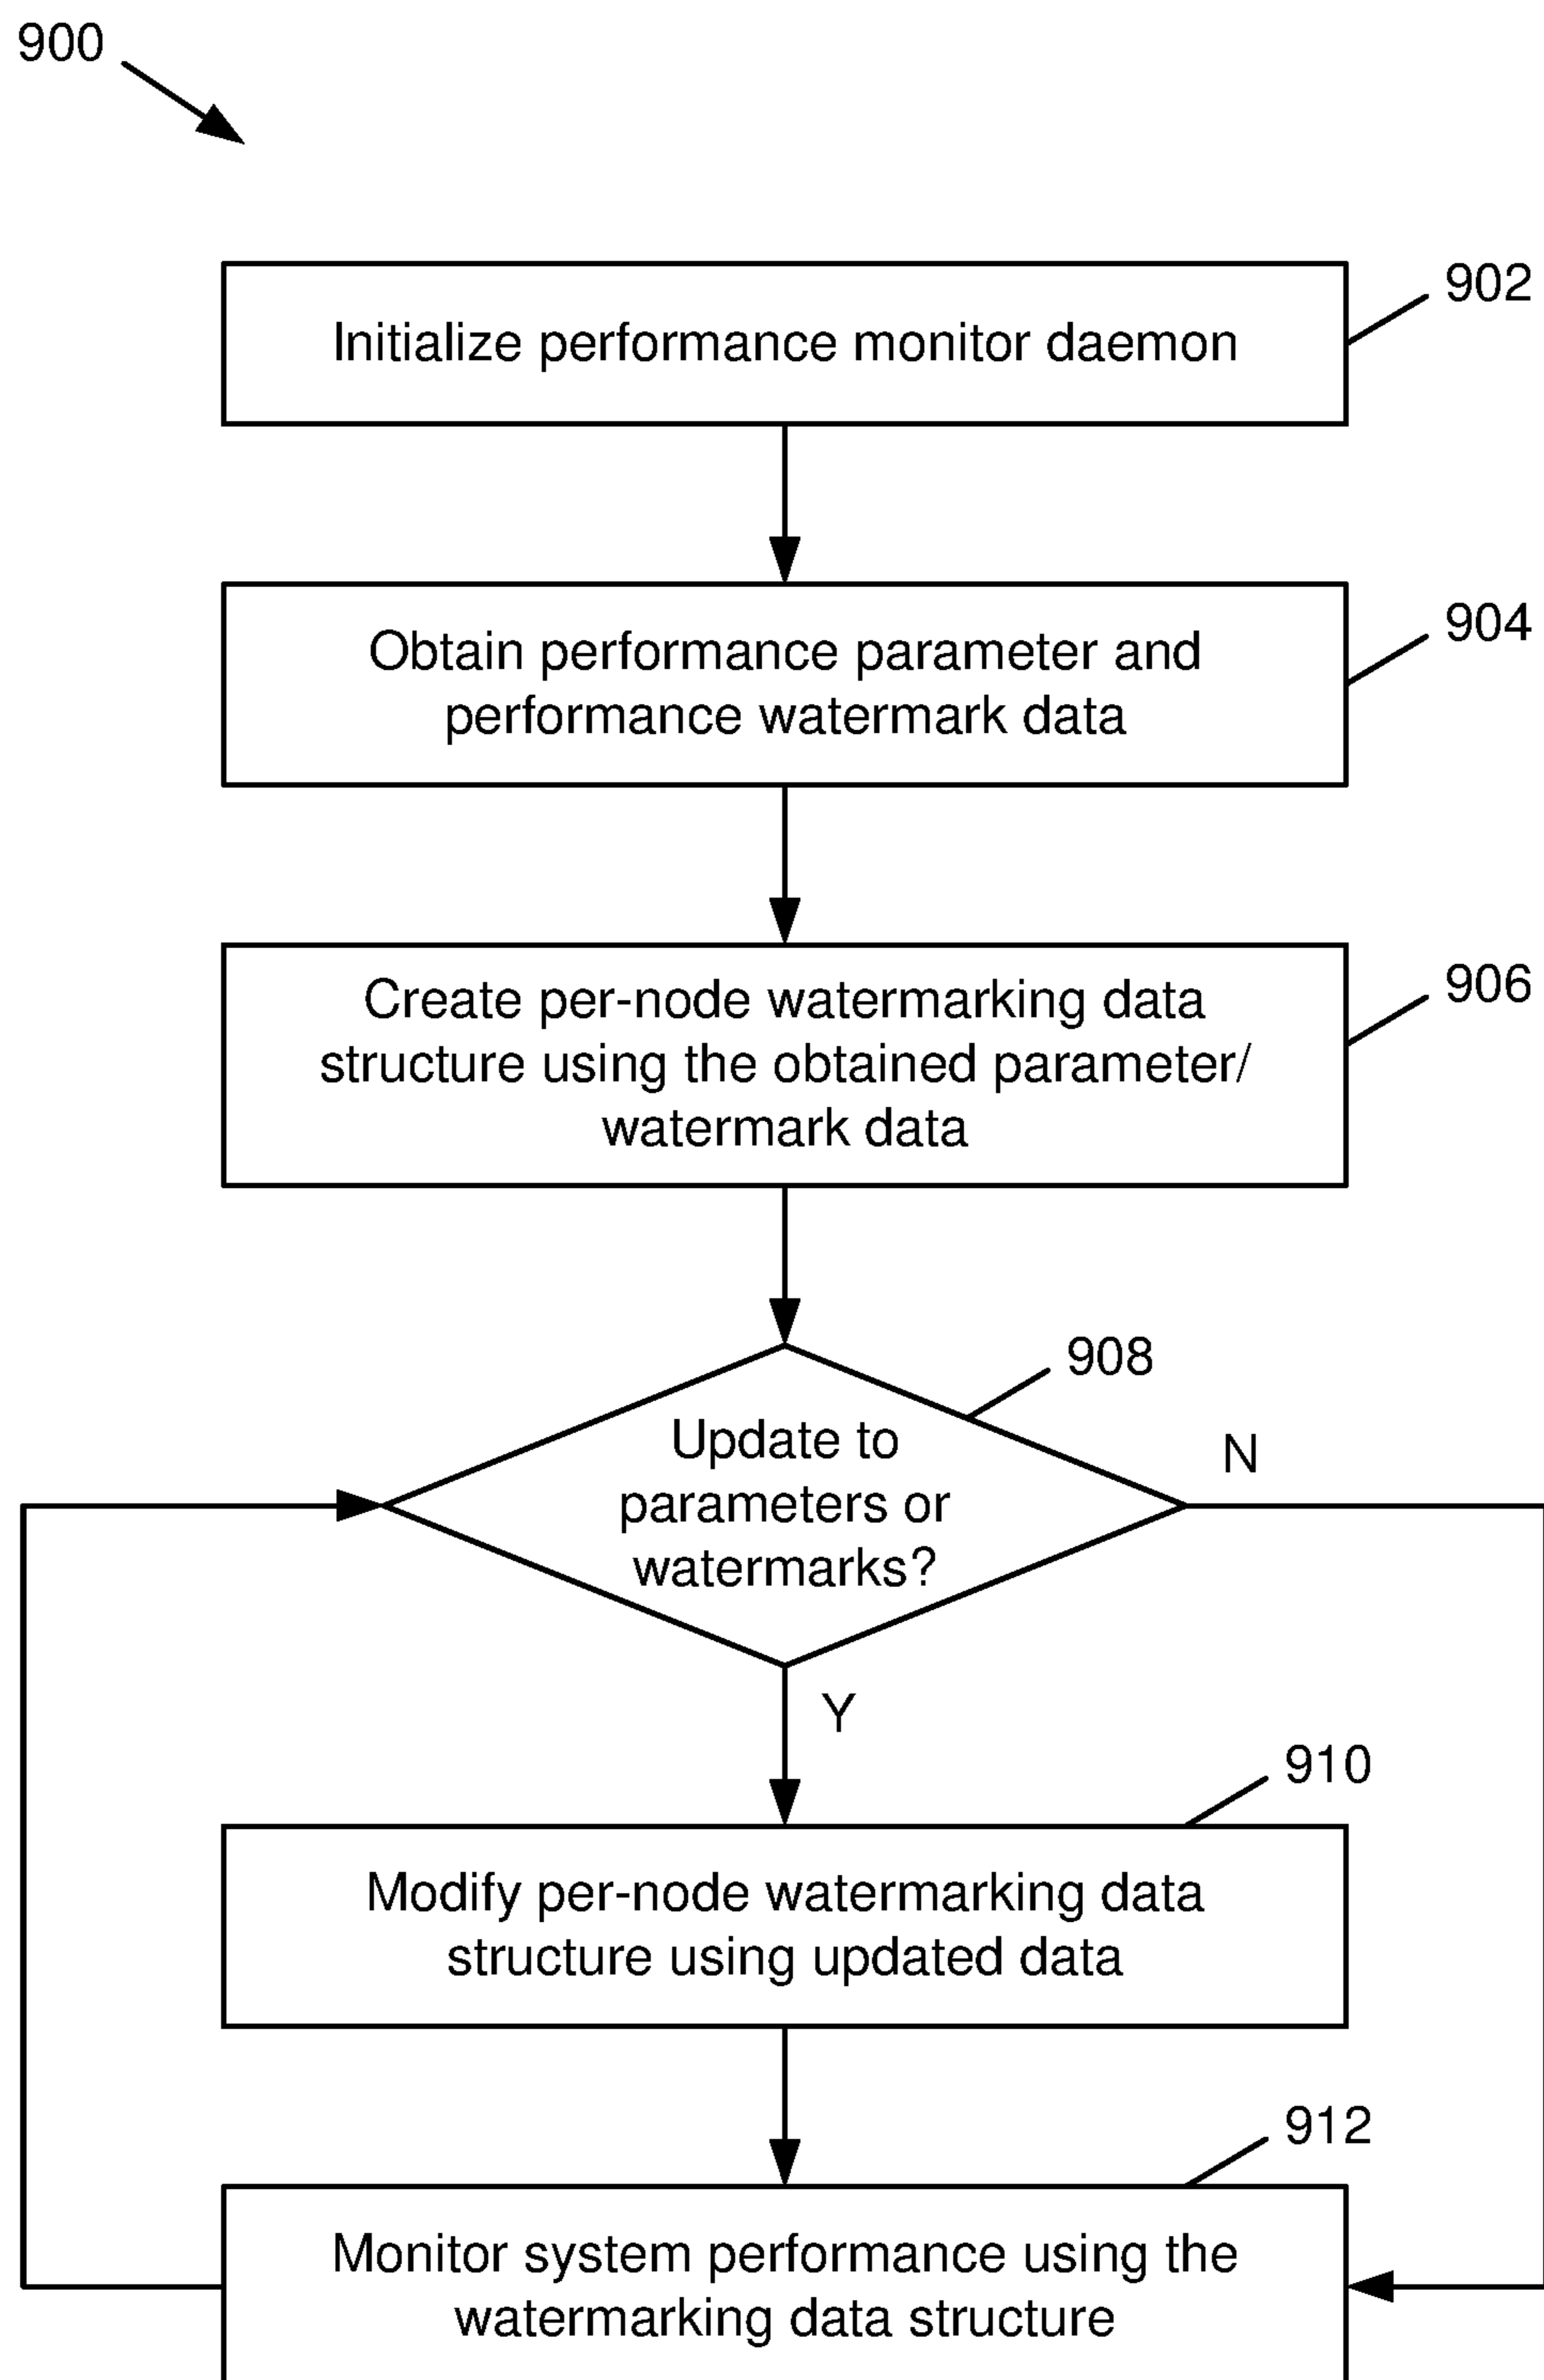 900
Initialize performance monitor daemon
902
Obtain performance parameter and
performance watermark data
904
Create per-node watermarking data
structure using the obtained parameter/
watermark data
906
Update to
parameters or
watermarks?
908
N
Y
Modify per-node watermarking data
structure using updated data
910
Monitor system performance using the
watermarking data structure
912